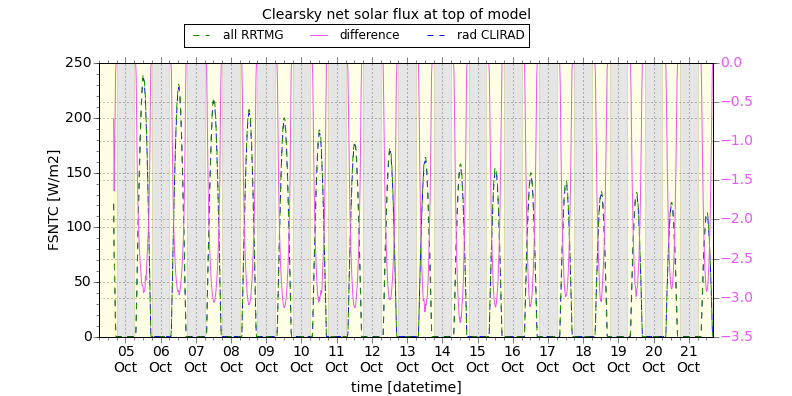 Clearsky net solar flux at top of model
all RRTMG difference rad CLIRAD
250 0.0
200 −0.5
150 −1.0
100 −1.5
50 −2.0
0 −2.5
−3.0
−3.5
FSNTC [W/m2]
05 06 07 08 09 10 11 12 13 14 15 16 17 18 19 20 21
Oct Oct Oct Oct Oct Oct Oct Oct Oct Oct Oct Oct Oct Oct Oct Oct Oct
time [datetime]